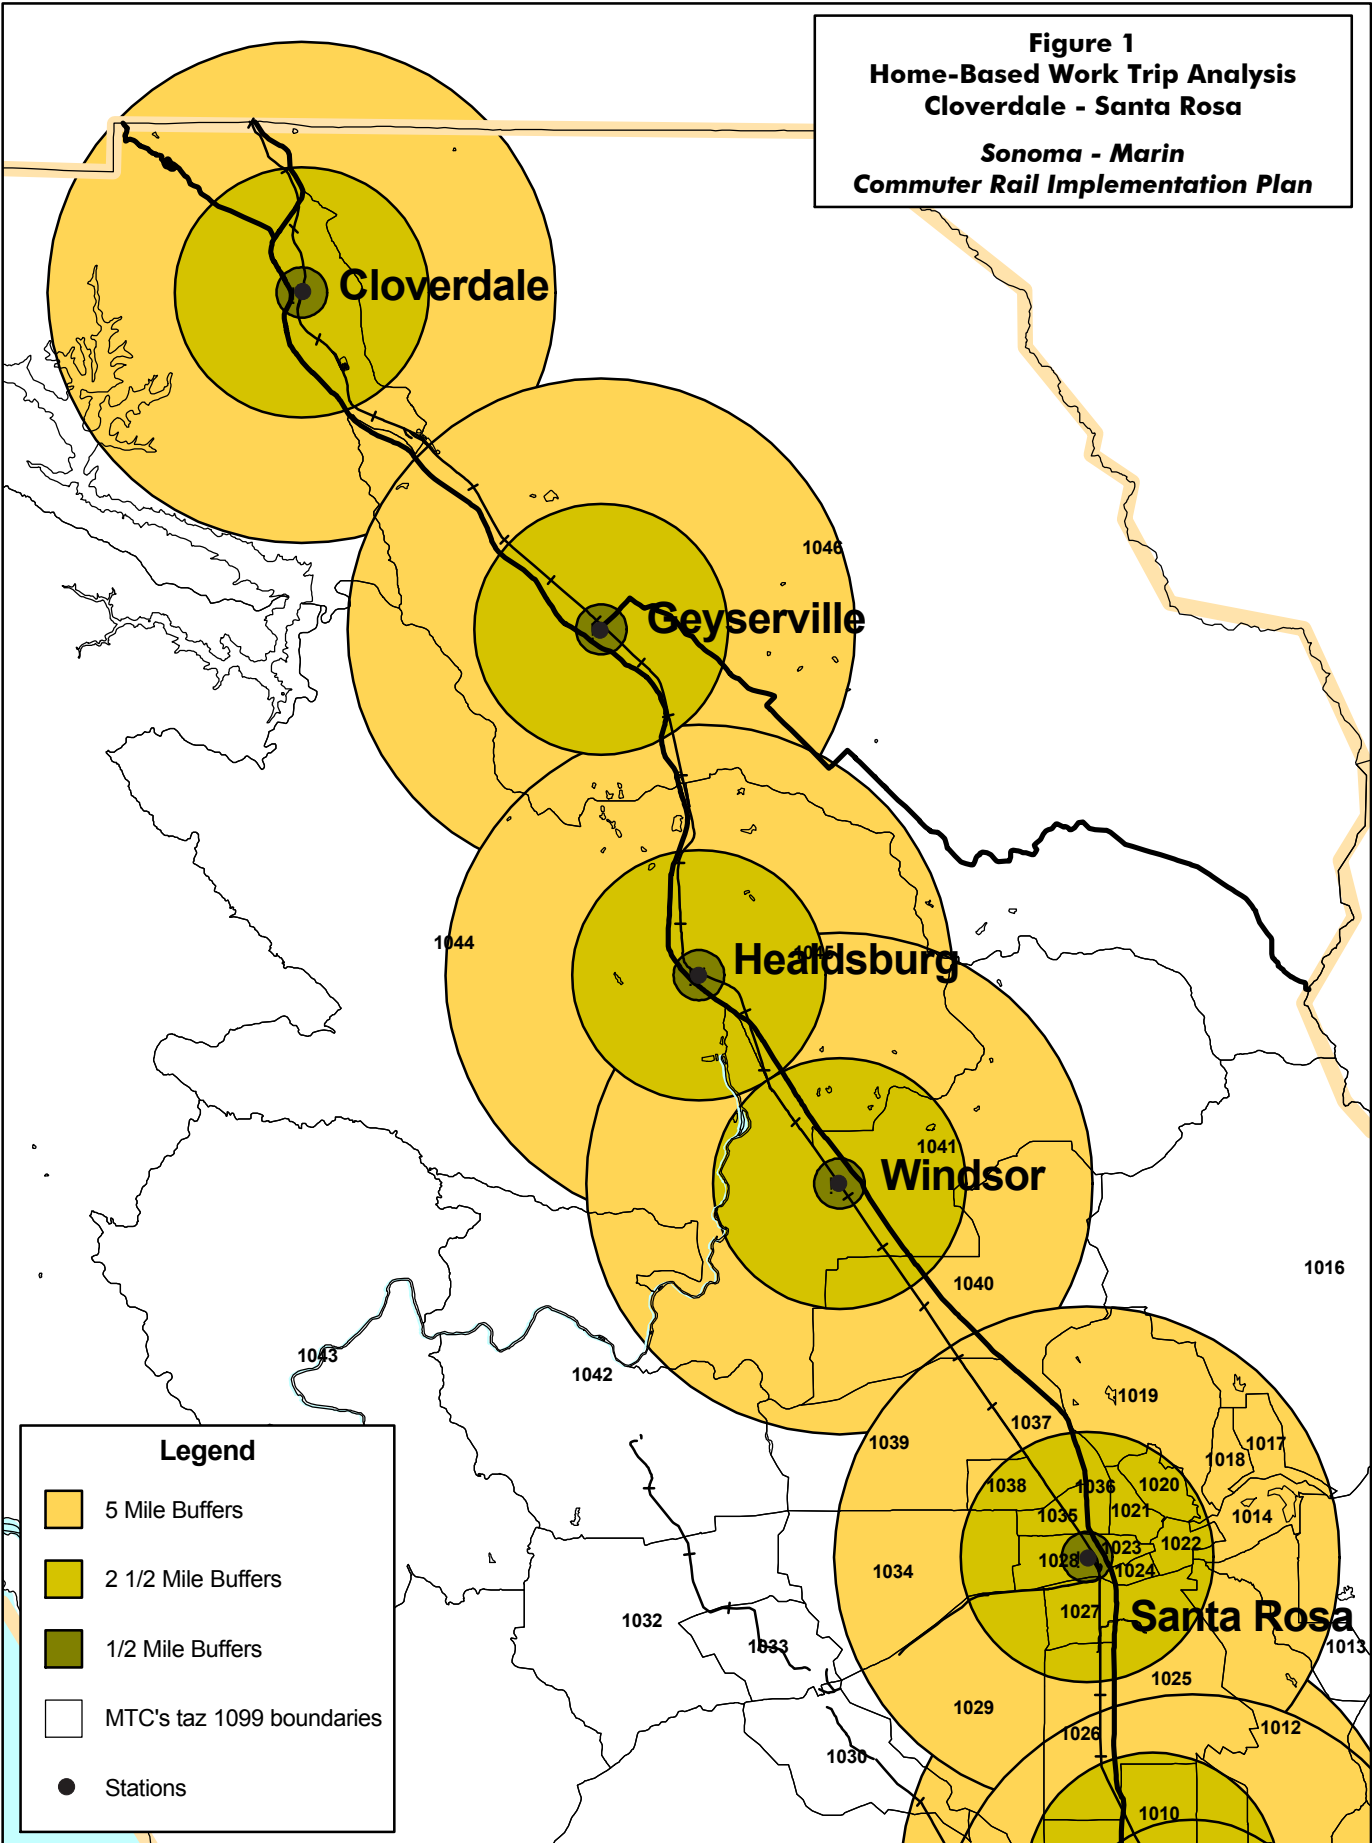 Figure 1
Home-Based Work Trip Analysis
Cloverdale - Santa Rosa
Sonoma - Marin
Commuter Rail Implementation Plan
Cloverdale
1046
Geyserville
1044
1045
Healdsburg
1041
Windsor
1016
1040
1043
1042
1019
1037
1039
1017
1018
1038
1036
1020
1021
1035
1014
1023
1022
1028
1024
1034
1027
Santa Rosa
1032
1033
1013
1025
1029
1012
1026
1030
1010
Legend
5 Mile Buffers
2 1/2 Mile Buffers
1/2 Mile Buffers
MTC's taz 1099 boundaries
Stations